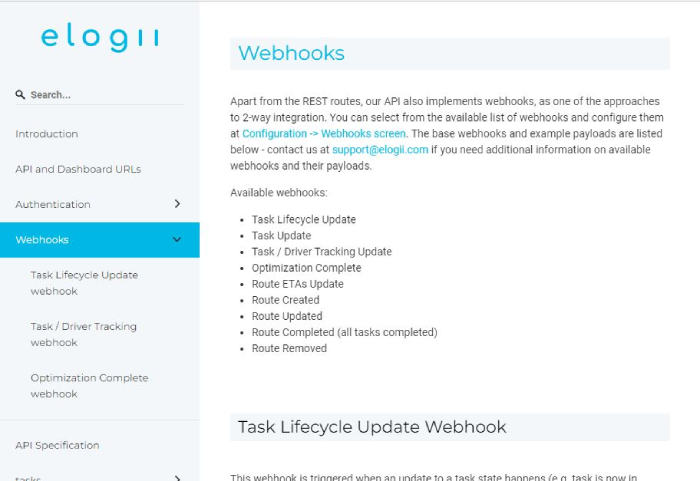 elogii
Search...
Introduction
API and Dashboard URLs
Authentication
Webhooks
Task Lifecycle Update
webhook
Task / Driver Tracking
webhook
Optimization Complete
webhook
API Specification
tasks
Webhooks
Apart from the REST routes, our API also implements webhooks, as one of the approaches
to 2-way integration. You can select from the available list of webhooks and configure them
at Configuration -> Webhooks screen. The base webhooks and example payloads are listed
below - contact us at support@elogii.com if you need additional information on available
webhooks and their payloads.
Available webhooks:
• Task Lifecycle Update
• Task Update
• Task / Driver Tracking Update
• Optimization Complete
• Route ETAs Update
• Route Created
• Route Updated
• Route Completed (all tasks completed)
• Route Removed
Task Lifecycle Update Webhook
This webhook is triggered when an update to a task state happens (e.g. task is now in